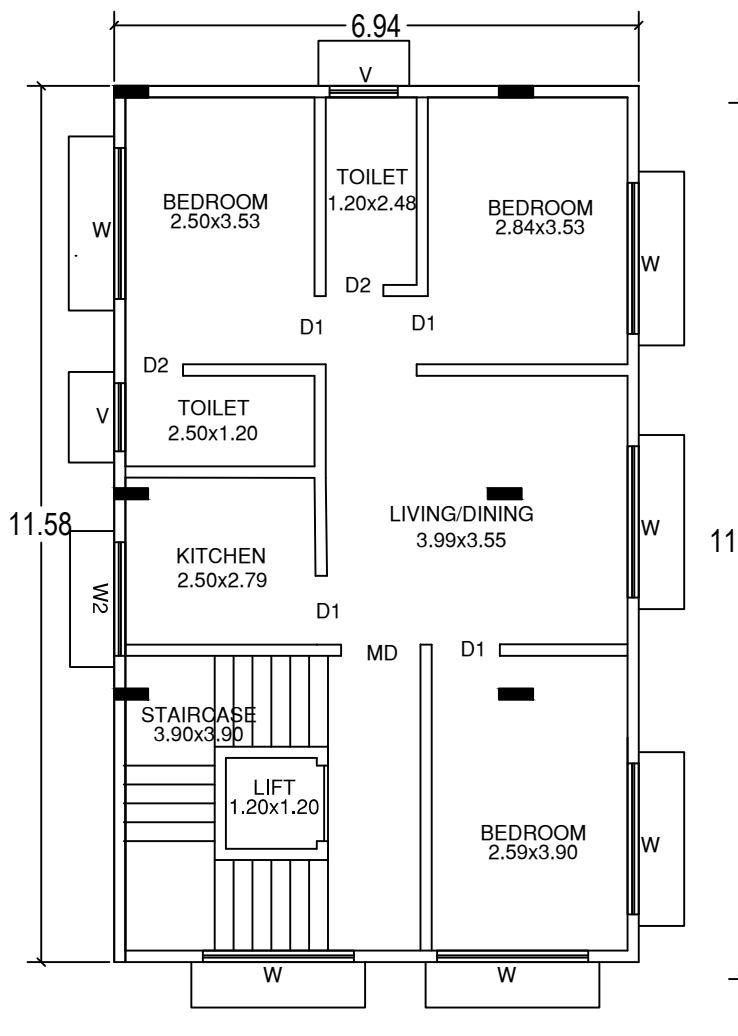 6.94
V
TOILET
1.20x2.48
BEDROOM
2.50x3.53
BEDROOM
2.84x3.53
W
W
D2
D1
D1
D2
TOILET
2.50x1.20
V
11.58
LIVING/DINING
3.99x3.55
W
11
KITCHEN
2.50x2.79
W2
D1
MD
D1
STAIRCASE
3.90x3.90
LIFT
1.20x1.20
BEDROOM
2.59x3.90
W
W
W